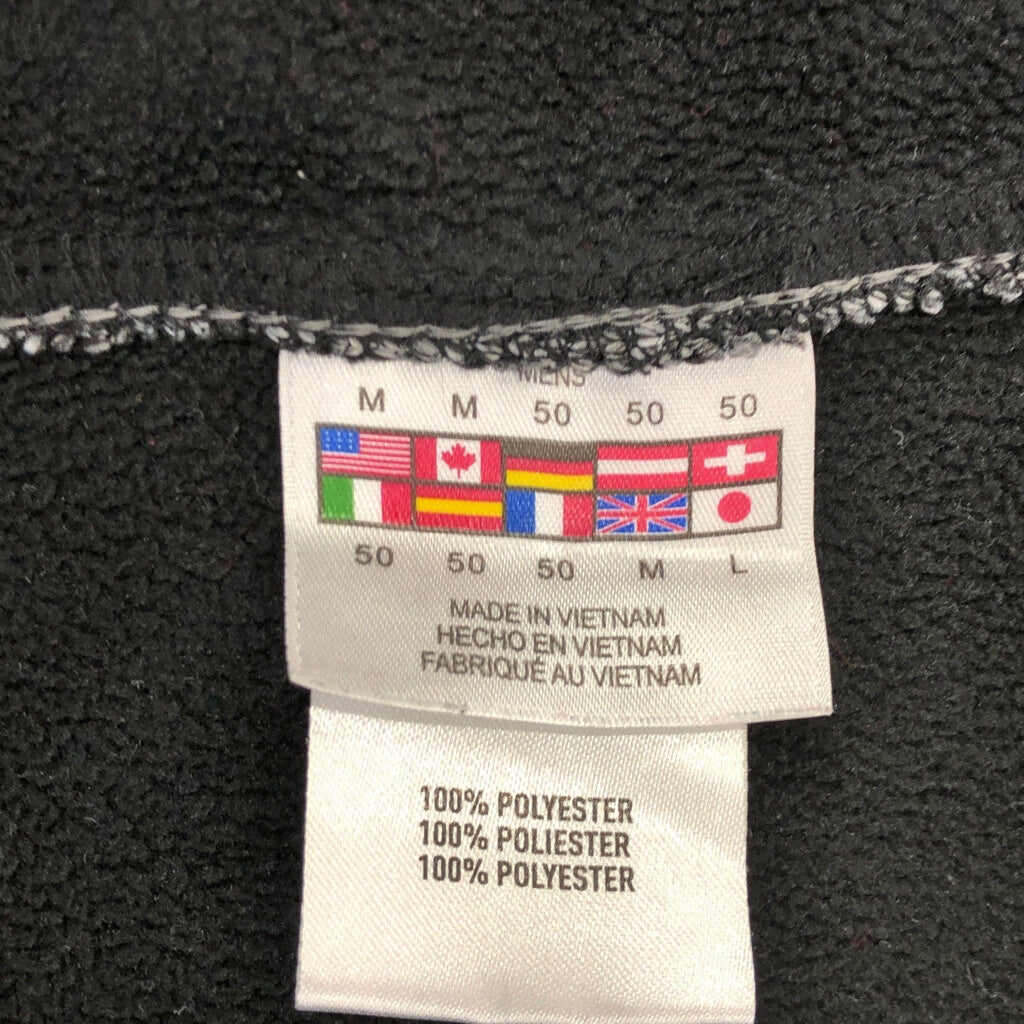 MENS
M M 50 50 50
50 50 50 M L
MADE IN VIETNAM
HECHO EN VIETNAM
FABRIQUÉ AU VIETNAM
100% POLYESTER
100% POLIESTER
100% POLYESTER